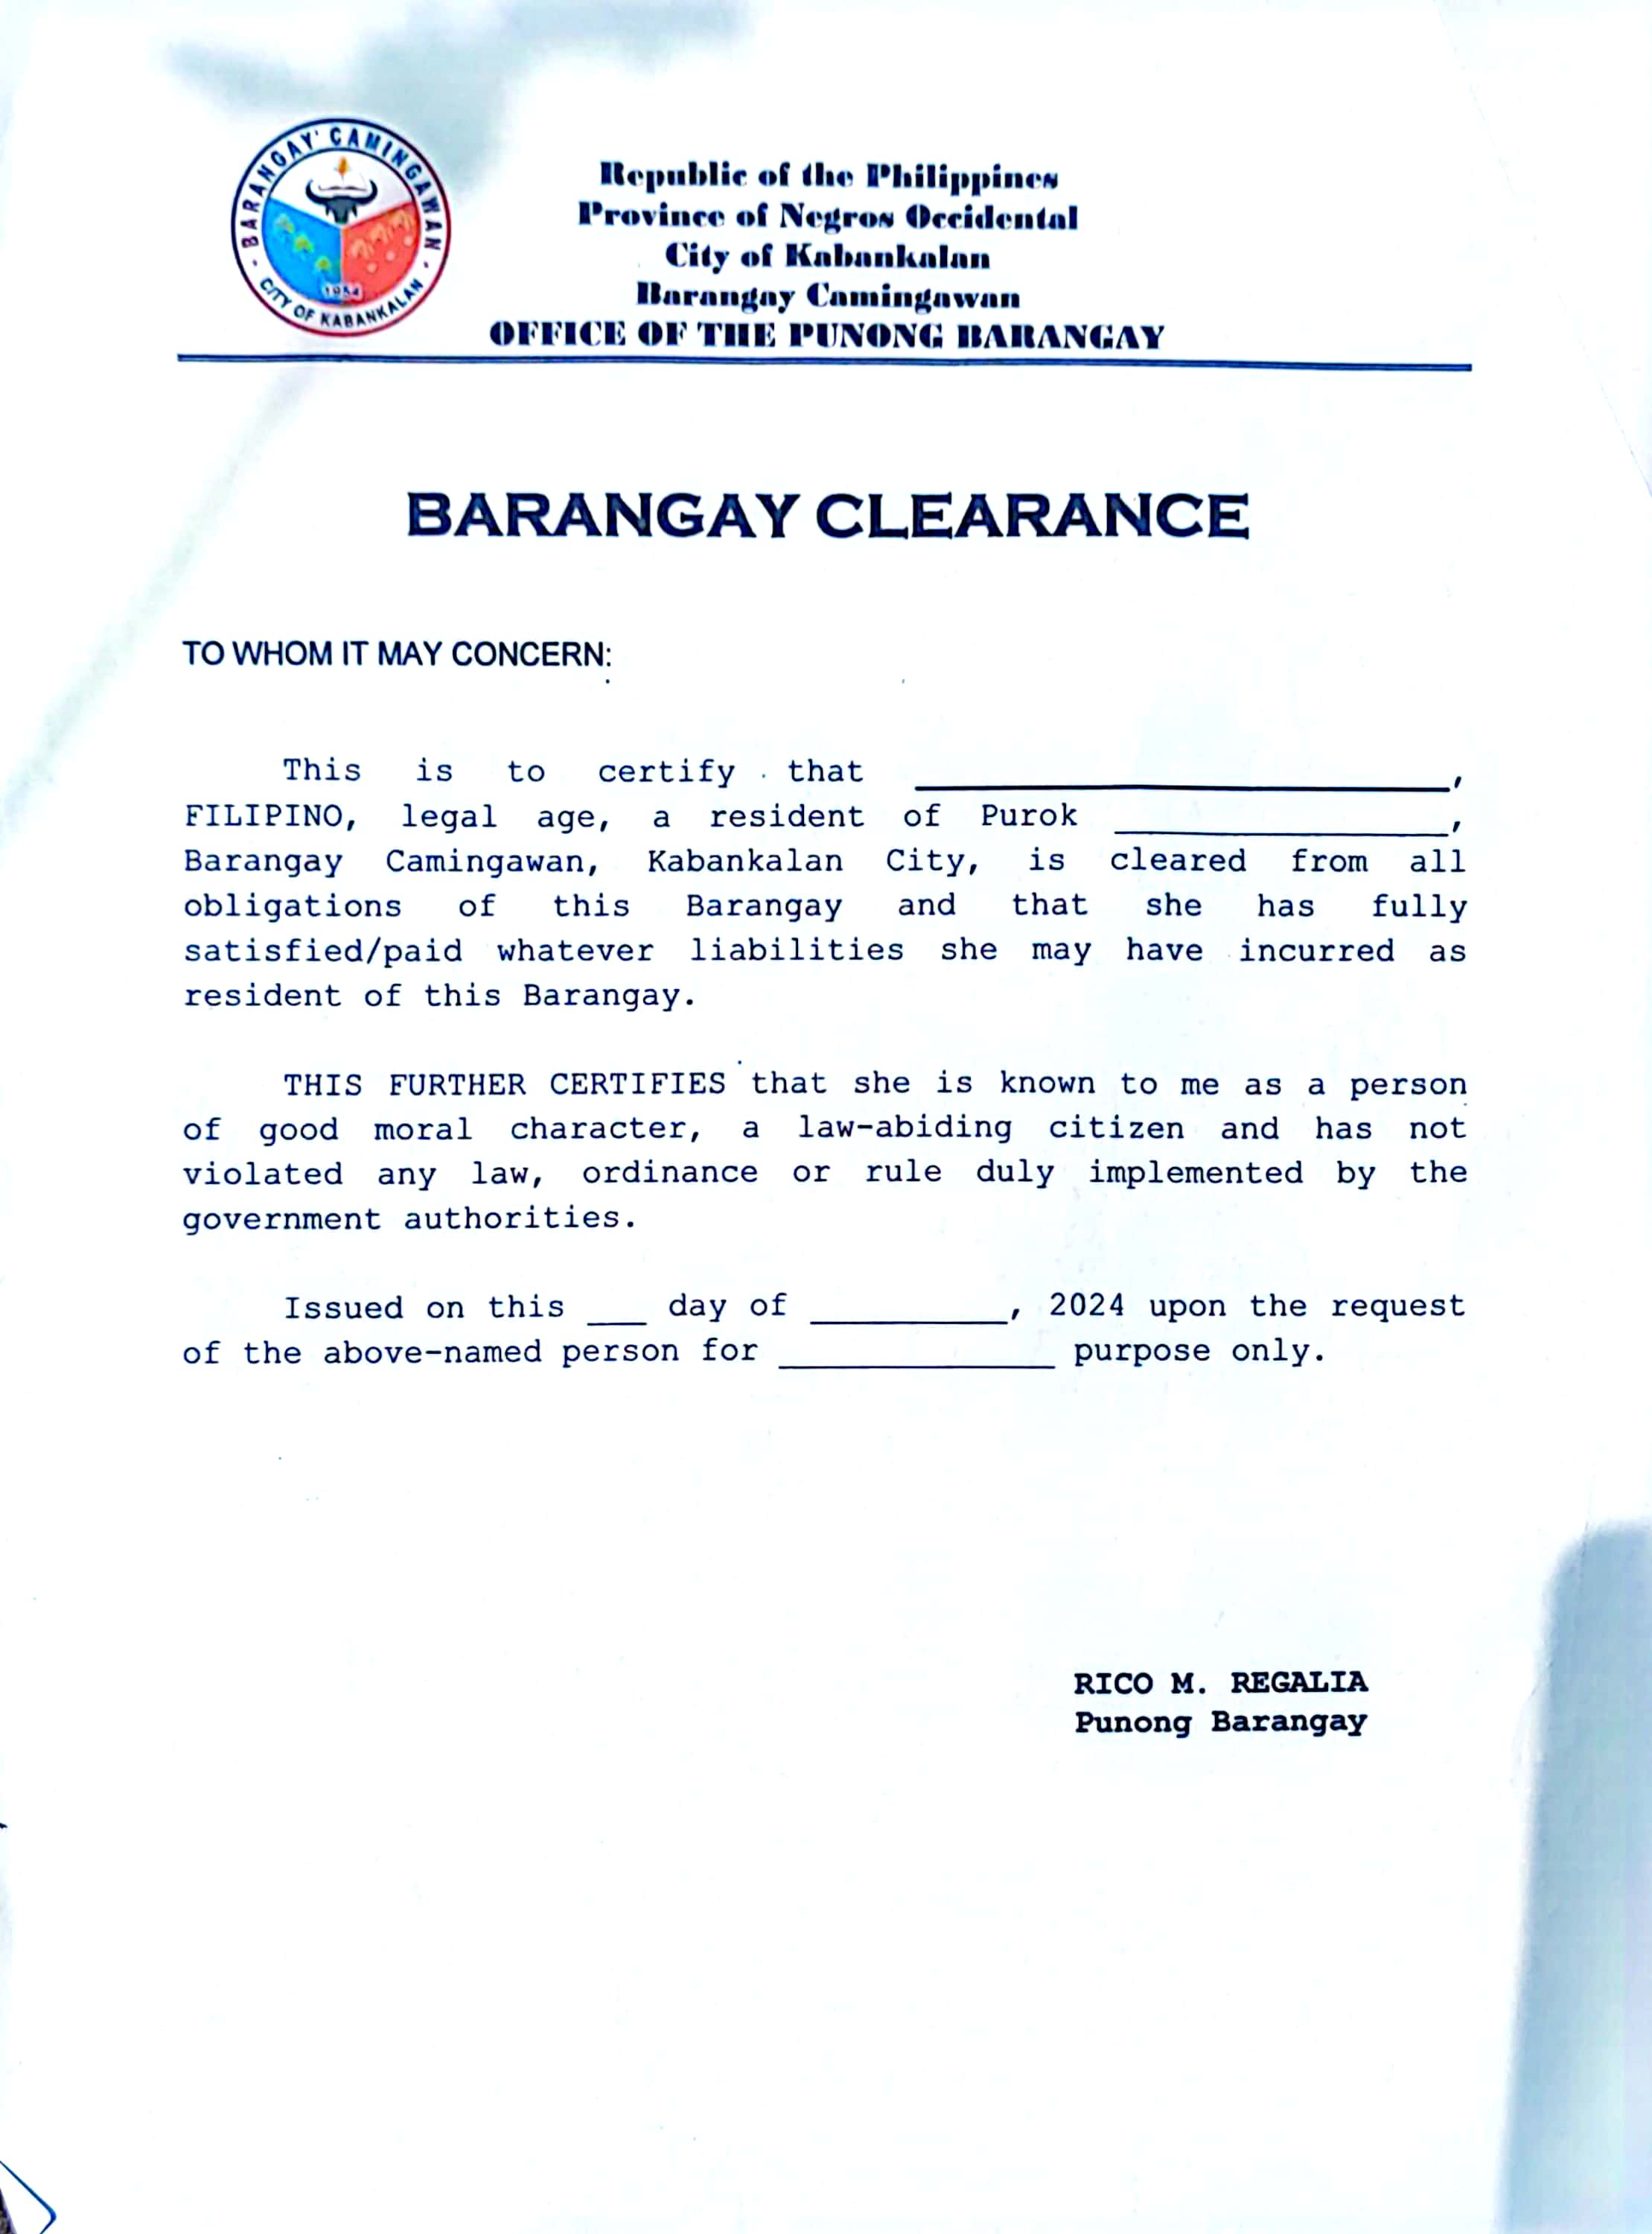 BARANGAY CAMINGAWAN
1954
CITY OF KABANKALAN
Republic of the Philippines
Province of Negros Occidental
City of Kabankalan
Barangay Camingawan
OFFICE OF THE PUNONG BARANGAY
BARANGAY CLEARANCE
TO WHOM IT MAY CONCERN:
This is to certify that ____________________,
FILIPINO, legal age, a resident of Purok _______________,
Barangay Camingawan, Kabankalan City, is cleared from all
obligations of this Barangay and that she has fully
satisfied/paid whatever liabilities she may have incurred as
resident of this Barangay.
THIS FURTHER CERTIFIES that she is known to me as a person
of good moral character, a law-abiding citizen and has not
violated any law, ordinance or rule duly implemented by the
government authorities.
Issued on this ___ day of __________, 2024 upon the request
of the above-named person for ______________ purpose only.
RICO M. REGALIA
Punong Barangay